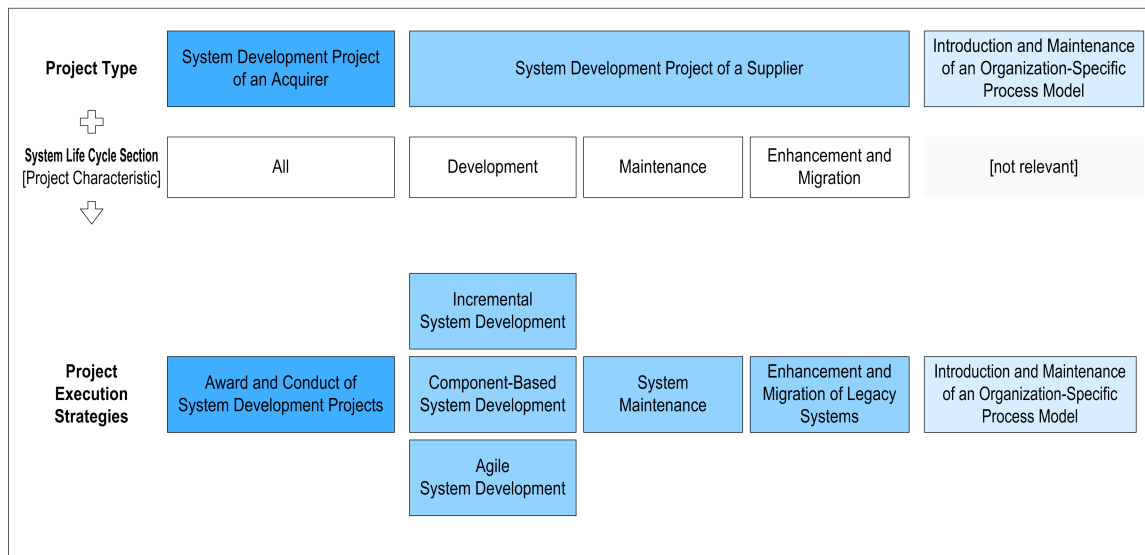 Project Type
System Development Project
of an Acquirer
System Development Project of a Supplier
Introduction and Maintenance
of an Organization-Specific
Process Model
System Life Cycle Section
[Project Characteristic]
All
Development
Maintenance
Enhancement and
Migration
[not relevant]
Project
Execution
Strategies
Award and Conduct of
System Development Projects
Incremental
System Development
Component-Based
System Development
Agile
System Development
System
Maintenance
Enhancement and
Migration of Legacy
Systems
Introduction and Maintenance
of an Organization-Specific
Process Model